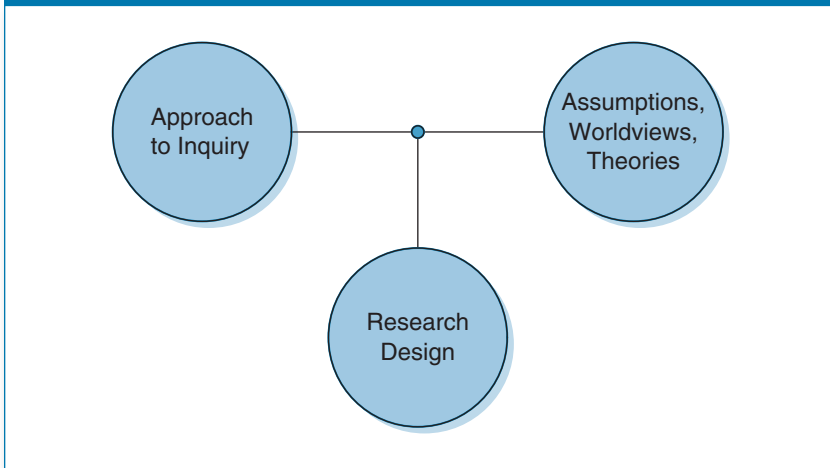 Approach
to Inquiry
Assumptions,
Worldviews,
Theories
Research
Design